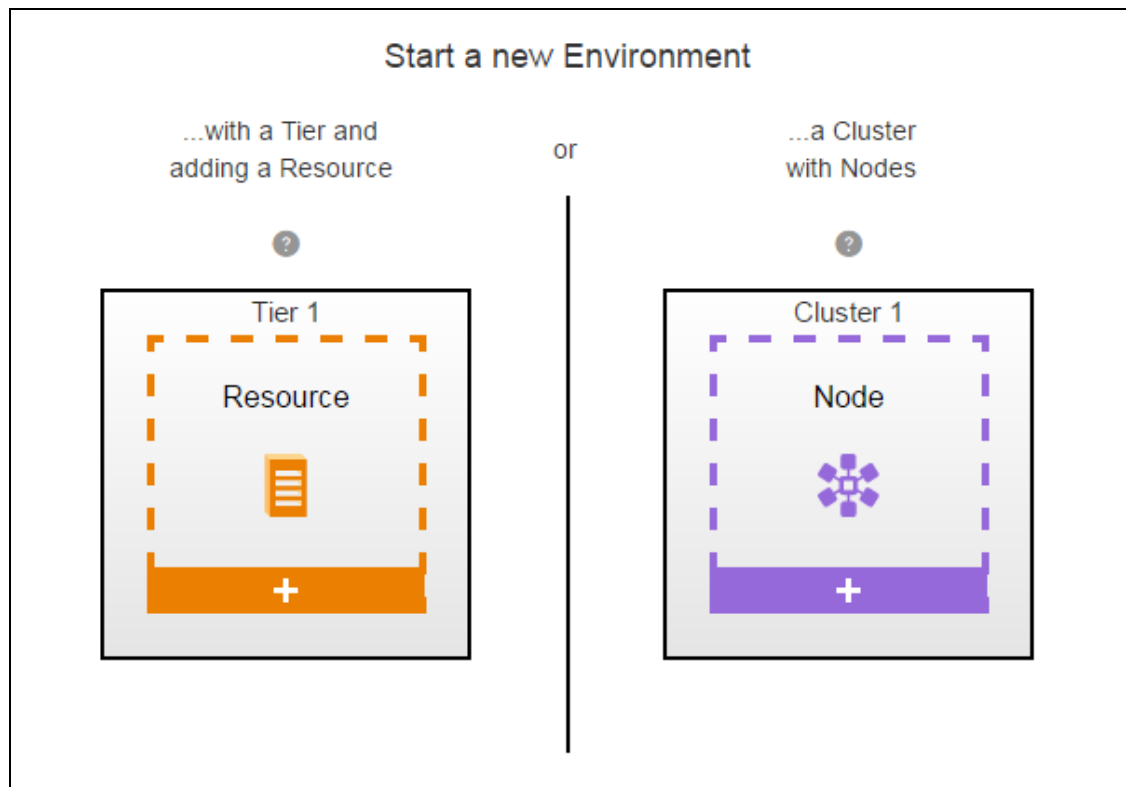 Start a new Environment
...with a Tier and
adding a Resource
or
...a Cluster
with Nodes
?
?
Tier 1
Resource
+
Cluster 1
Node
+